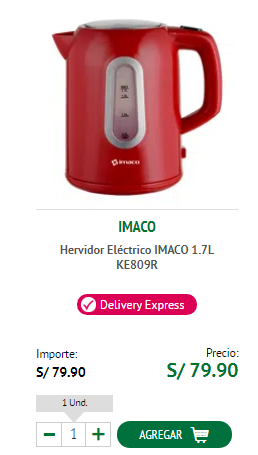 imaco
IMACO
Hervidor Eléctrico IMACO 1.7L
KE809R
Delivery Express
Importe:
S/ 79.90
Precio:
S/ 79.90
1 Und.
1
AGREGAR